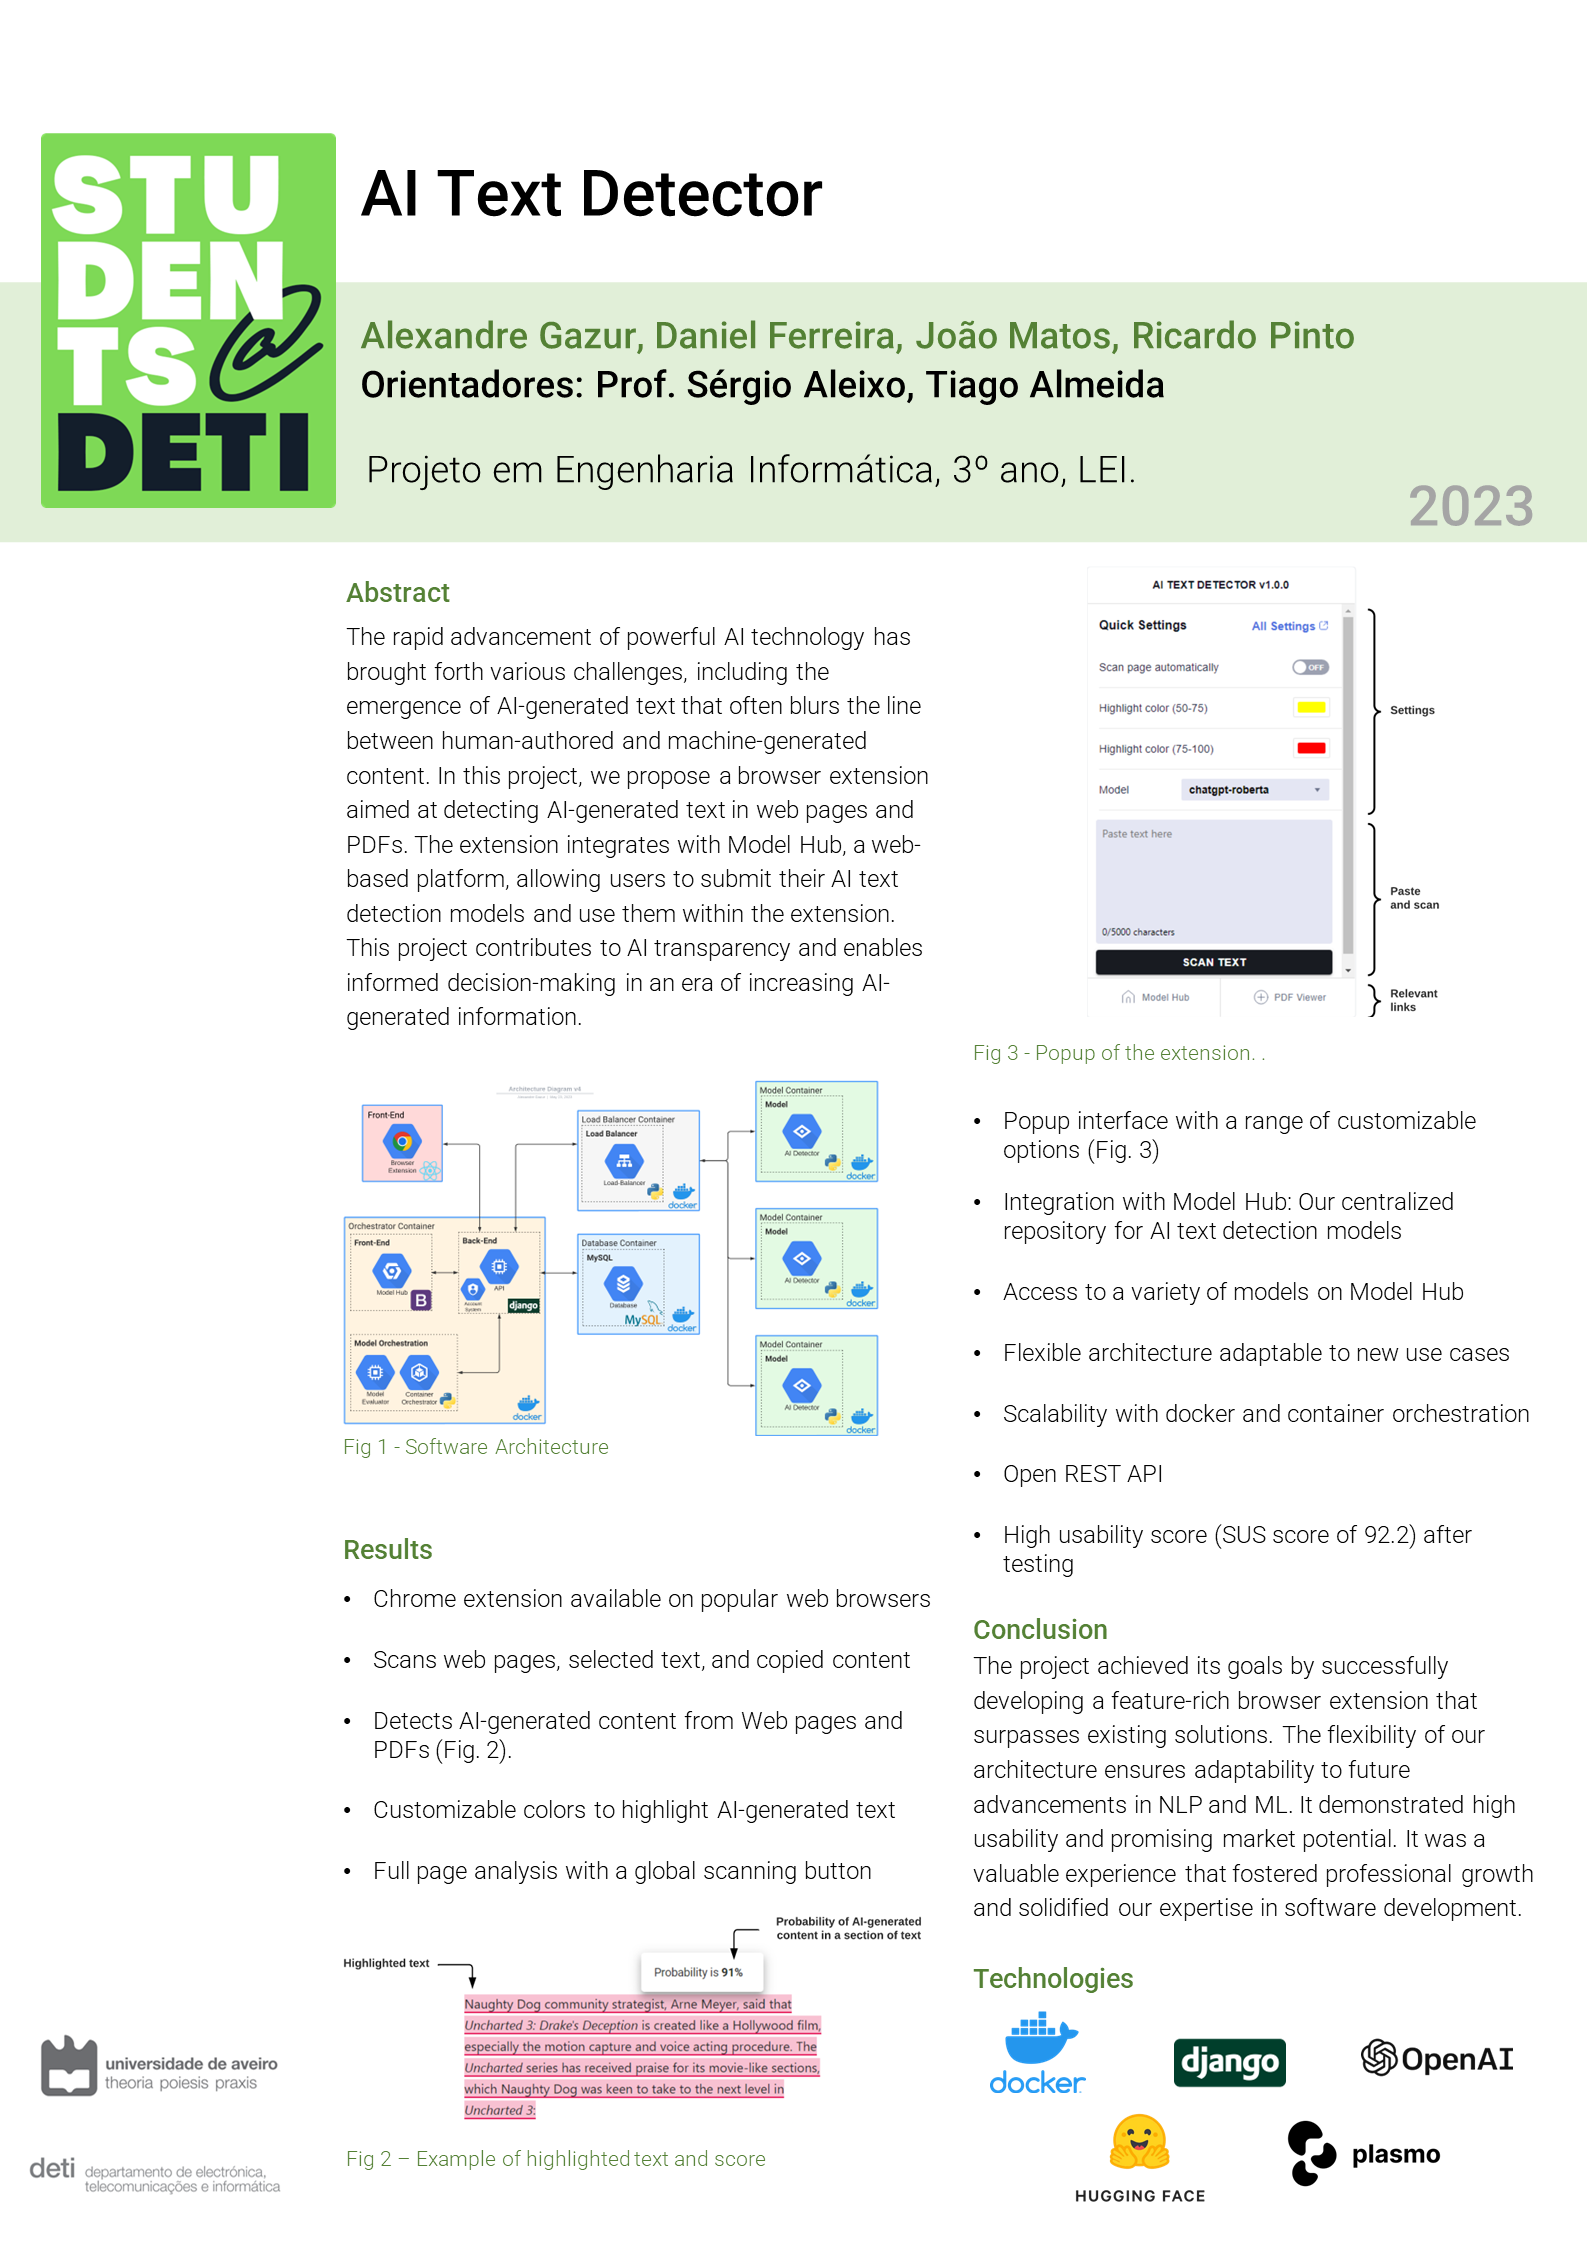 STU
DEN
TS@
DETI
AI Text Detector
Alexandre Gazur, Daniel Ferreira, João Matos, Ricardo Pinto
Orientadores: Prof. Sérgio Aleixo, Tiago Almeida
Projeto em Engenharia Informática, 3º ano, LEI.
2023
Abstract
The rapid advancement of powerful AI technology has
brought forth various challenges, including the
emergence of AI-generated text that often blurs the line
between human-authored and machine-generated
content. In this project, we propose a browser extension
aimed at detecting AI-generated text in web pages and
PDFs. The extension integrates with Model Hub, a web-
based platform, allowing users to submit their AI text
detection models and use them within the extension.
This project contributes to AI transparency and enables
informed decision-making in an era of increasing AI-
generated information.
Architecture Diagram v4
Front-End
Browser
Extension
Load Balancer Container
Load Balancer
Load-Balancer
docker
Model Container
Model
AI Detector
docker
Orchestrator Container
Front-End
Model Hub
B
Back-End
API
Account
System
django
Database Container
MySQL
Database
MySQL
docker
Model Container
Model
AI Detector
docker
Model Orchestration
Model
Evaluator
Container
Orchestrator
docker
Model Container
Model
AI Detector
docker
Fig 1 - Software Architecture
Results
• Chrome extension available on popular web browsers
• Scans web pages, selected text, and copied content
• Detects AI-generated content from Web pages and
PDFs (Fig. 2).
• Customizable colors to highlight AI-generated text
• Full page analysis with a global scanning button
Probability of AI-generated
content in a section of text
Highlighted text
Probability is 91%
Naughty Dog community strategist, Arne Meyer, said that
Uncharted 3: Drake's Deception is created like a Hollywood film,
especially the motion capture and voice acting procedure. The
Uncharted series has received praise for its movie-like sections,
which Naughty Dog was keen to take to the next level in
Uncharted 3:
Fig 2 – Example of highlighted text and score
AI TEXT DETECTOR v1.0.0
Quick Settings
All Settings
Scan page automatically
OFF
Highlight color (50-75)
Highlight color (75-100)
Model
chatgpt-roberta
Settings
Paste text here
0/5000 characters
SCAN TEXT
Paste
and scan
Model Hub
PDF Viewer
Relevant
links
Fig 3 - Popup of the extension. .
• Popup interface with a range of customizable
options (Fig. 3)
• Integration with Model Hub: Our centralized
repository for AI text detection models
• Access to a variety of models on Model Hub
• Flexible architecture adaptable to new use cases
• Scalability with docker and container orchestration
• Open REST API
• High usability score (SUS score of 92.2) after
testing
Conclusion
The project achieved its goals by successfully
developing a feature-rich browser extension that
surpasses existing solutions. The flexibility of our
architecture ensures adaptability to future
advancements in NLP and ML. It demonstrated high
usability and promising market potential. It was a
valuable experience that fostered professional growth
and solidified our expertise in software development.
Technologies
docker
django
OpenAI
HUGGING FACE
plasmo
universidade de aveiro
theoria poiesis praxis
deti departamento de electrónica,
telecomunicações e informática